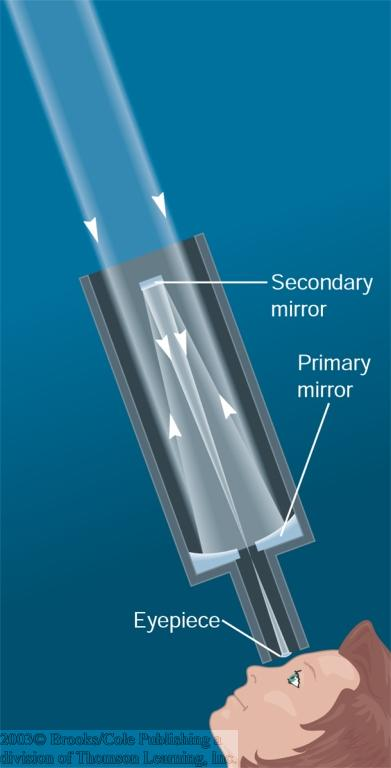 Secondary
mirror
Primary
mirror
Eyepiece
2003© Brooks/Cole Publishing a
division of Thomson Learning, Inc.